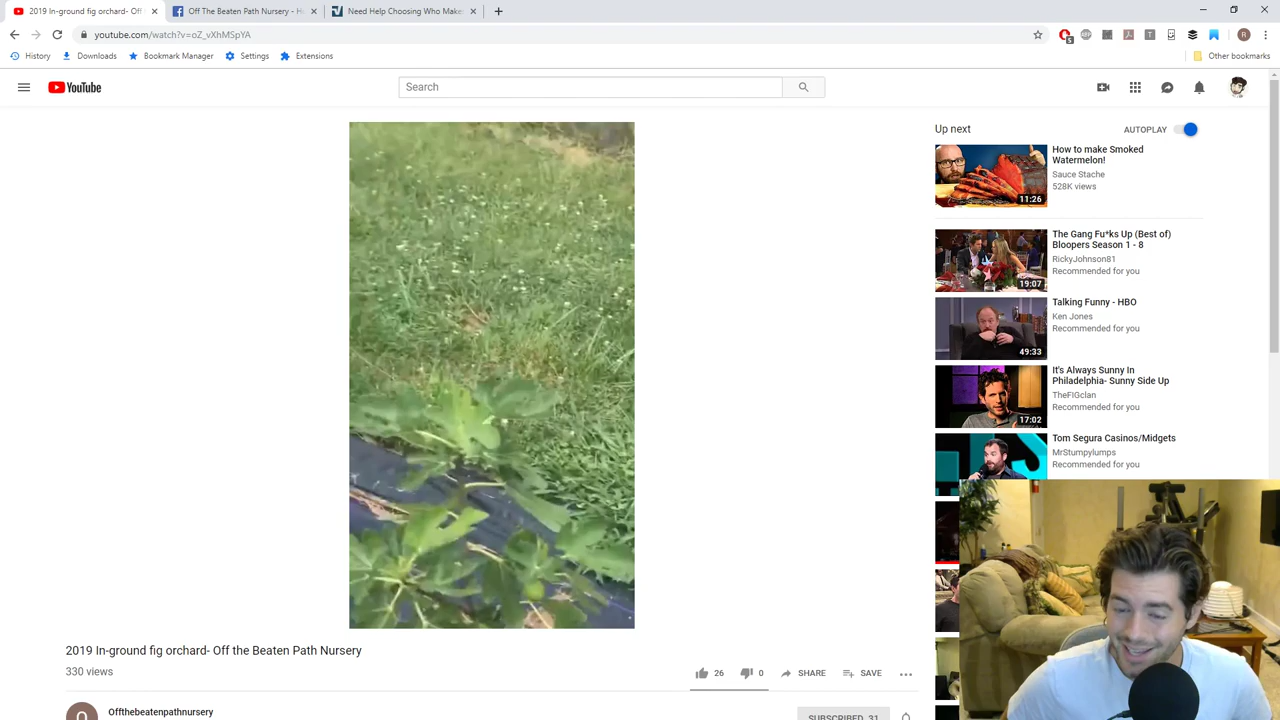 2019 In-ground fig orchard- Off t
Off The Beaten Path Nursery - H
Need Help Choosing Who Make
youtube.com/watch?v=oZ_vXhMSpYA
5
R
History
Downloads
Bookmark Manager
Settings
Extensions
Other bookmarks
YouTube
Search
Up next
AUTOPLAY
How to make Smoked
Watermelon!
Sauce Stache
528K views
11:26
The Gang Fu*ks Up (Best of)
Bloopers Season 1 - 8
RickyJohnson81
Recommended for you
19:07
Talking Funny - HBO
Ken Jones
Recommended for you
49:33
It's Always Sunny In
Philadelphia- Sunny Side Up
TheFIGclan
Recommended for you
17:02
Tom Segura Casinos/Midgets
MrStumpylumps
Recommended for you
2019 In-ground fig orchard- Off the Beaten Path Nursery
330 views
26
0
SHARE
SAVE
O
Offthebeatenpathnursery
SUBSCRIBED 31